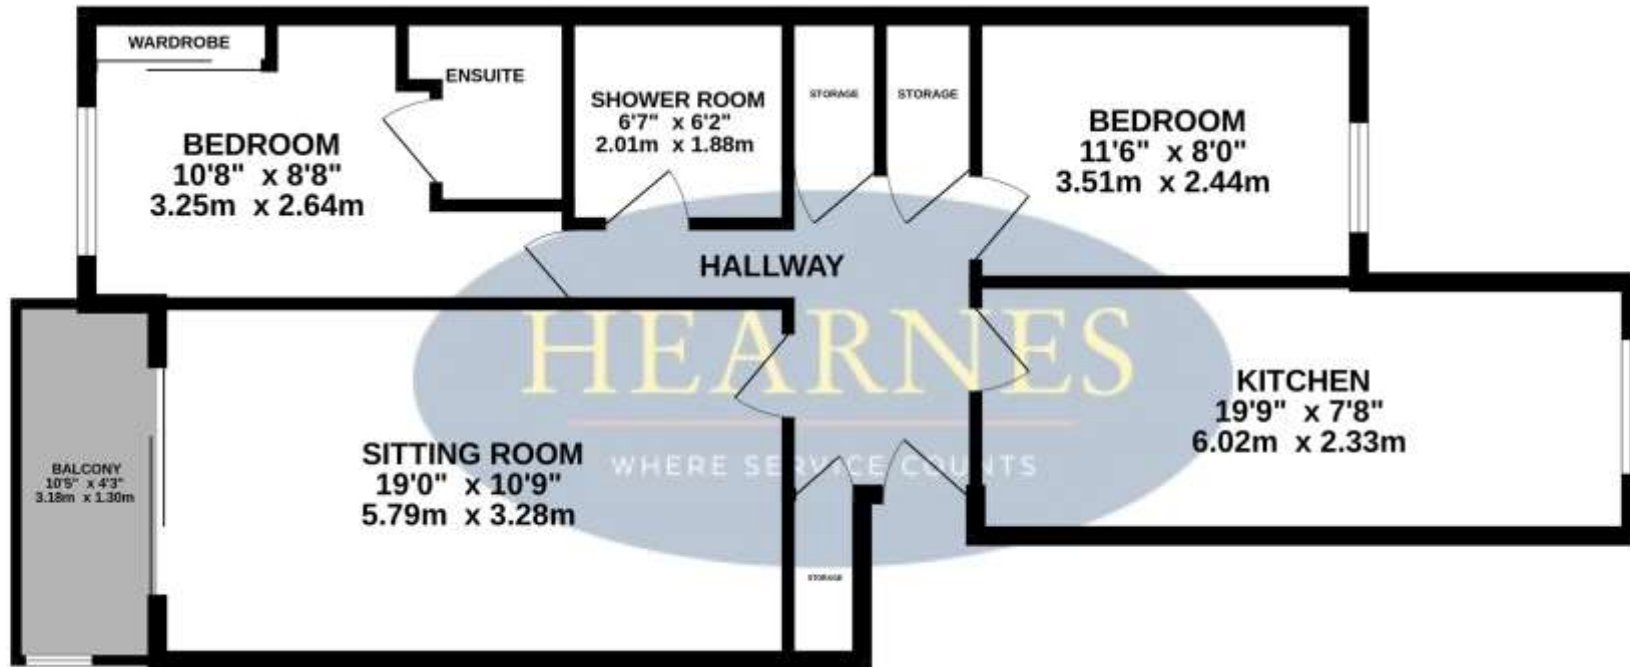 WARDROBE
ENSUITE
BEDROOM
10'8" x 8'8"
3.25m x 2.64m
SHOWER ROOM
6'7" x 6'2"
2.01m x 1.88m
STORAGE
STORAGE
BEDROOM
11'6" x 8'0"
3.51m x 2.44m
HALLWAY
HEARNES
WHERE SERVICE COUNTS
KITCHEN
19'9" x 7'8"
6.02m x 2.33m
SITTING ROOM
19'0" x 10'9"
5.79m x 3.28m
BALCONY
10'5" x 4'3"
3.18m x 1.30m
STORAGE